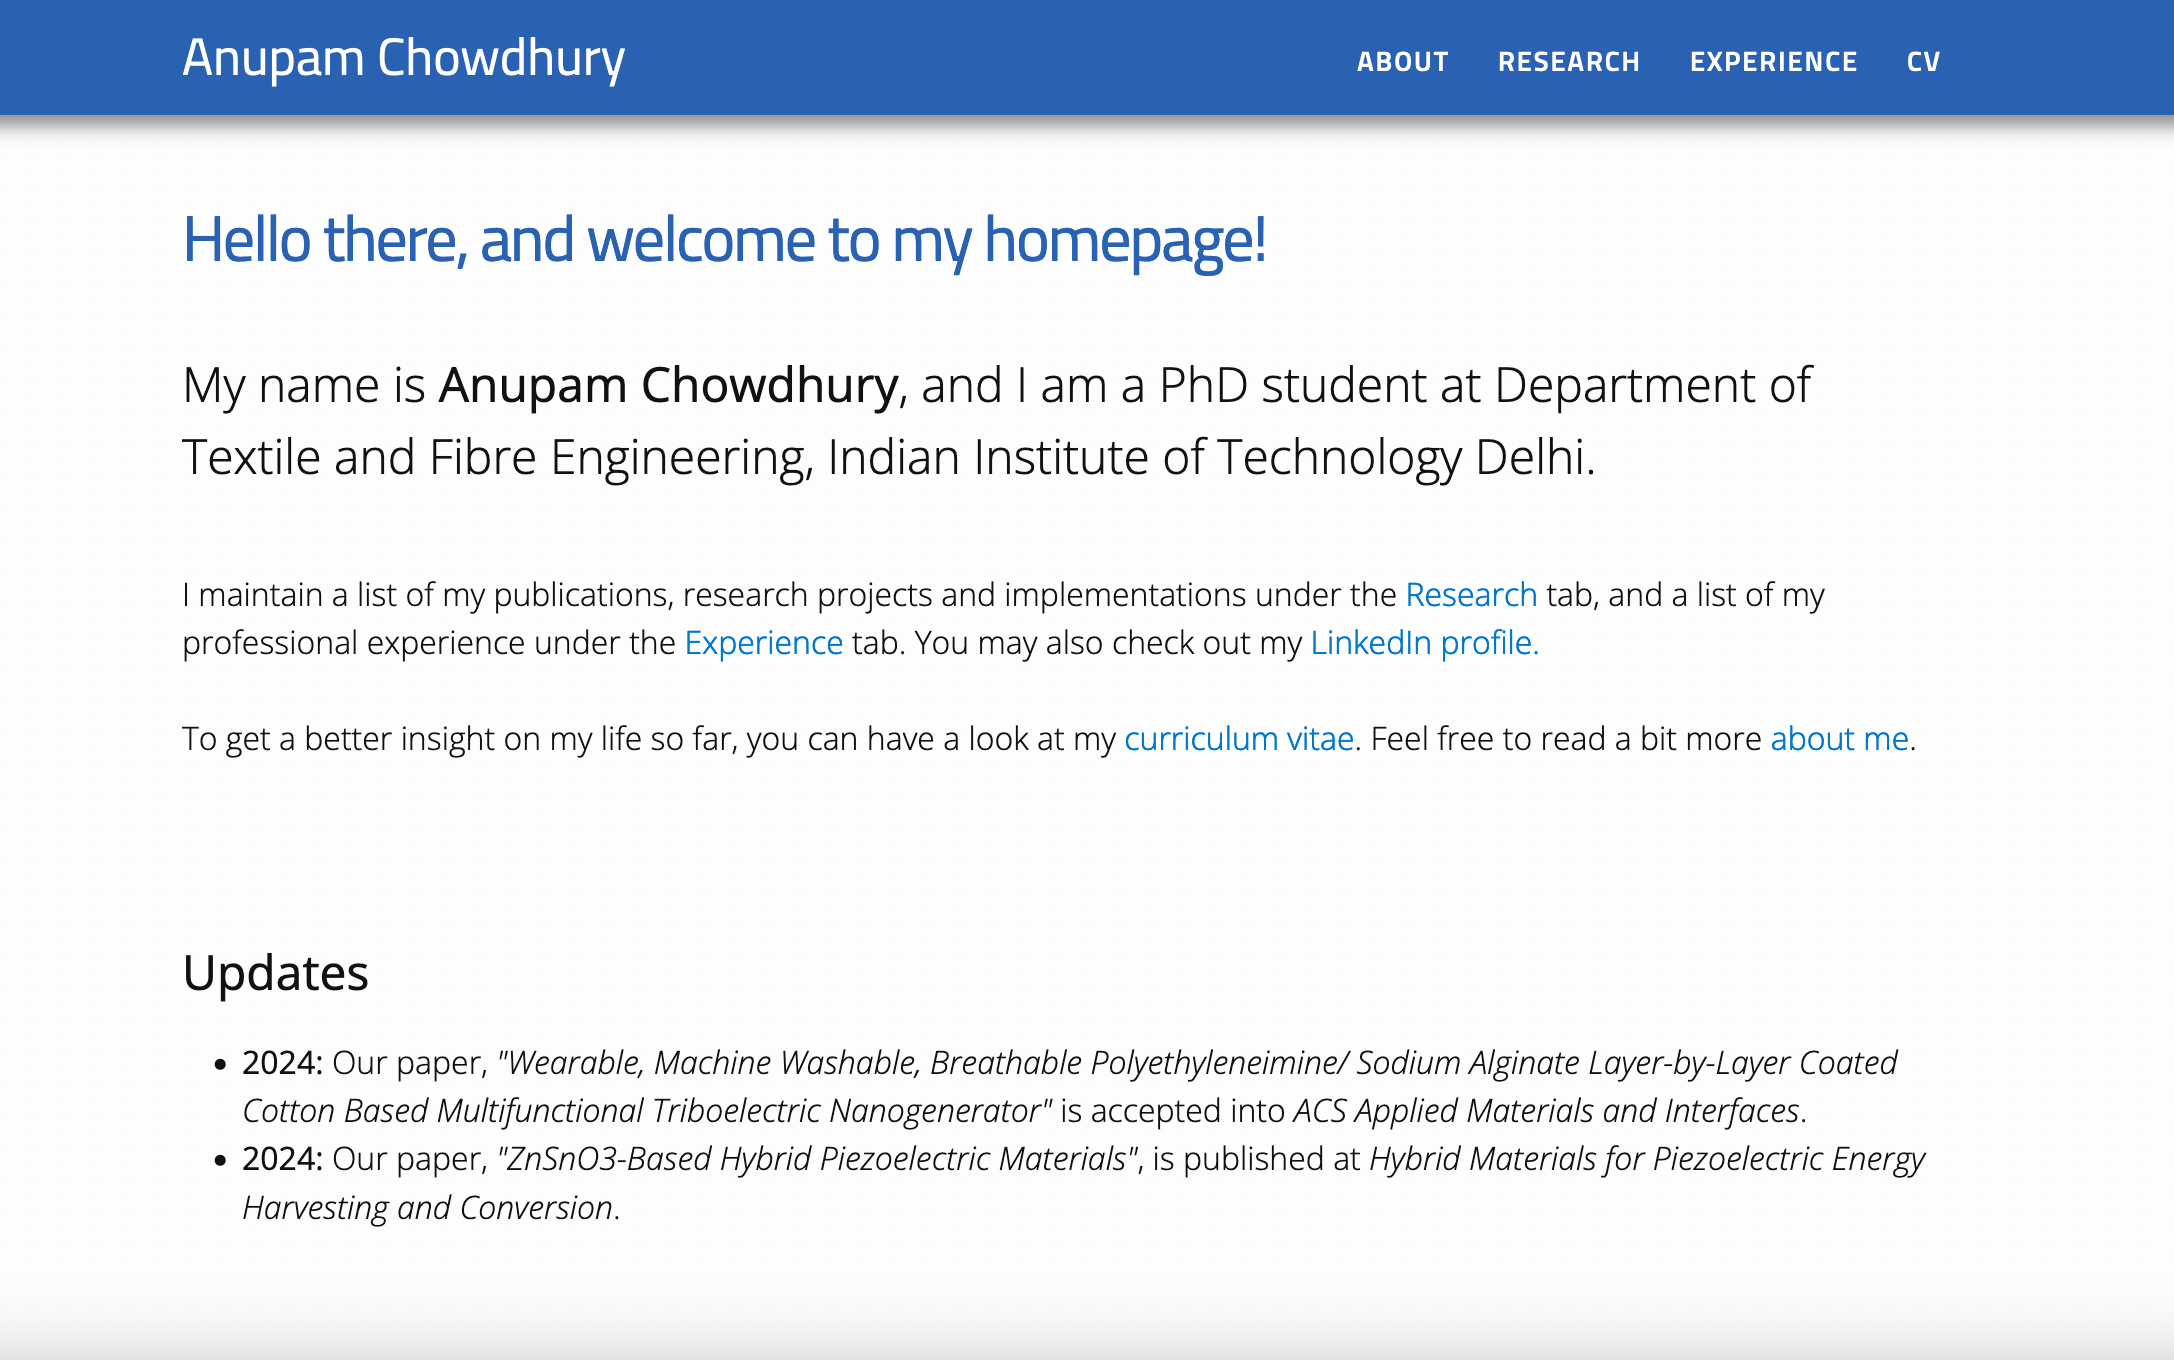 Anupam Chowdhury
ABOUT RESEARCH EXPERIENCE CV
Hello there, and welcome to my homepage!
My name is Anupam Chowdhury, and I am a PhD student at Department of
Textile and Fibre Engineering, Indian Institute of Technology Delhi.
I maintain a list of my publications, research projects and implementations under the Research tab, and a list of my
professional experience under the Experience tab. You may also check out my LinkedIn profile.
To get a better insight on my life so far, you can have a look at my curriculum vitae. Feel free to read a bit more about me.
Updates
• 2024: Our paper, "Wearable, Machine Washable, Breathable Polyethyleneimine/ Sodium Alginate Layer-by-Layer Coated
Cotton Based Multifunctional Triboelectric Nanogenerator" is accepted into ACS Applied Materials and Interfaces.
• 2024: Our paper, "ZnSnO3-Based Hybrid Piezoelectric Materials", is published at Hybrid Materials for Piezoelectric Energy
Harvesting and Conversion.